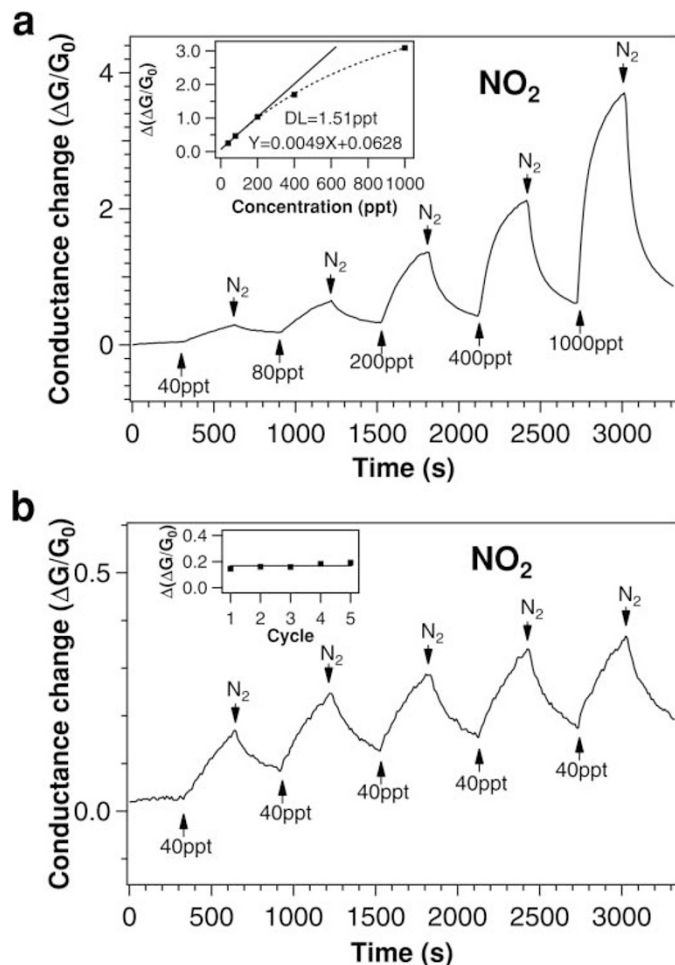 a
Conductance change (ΔG/G₀)
4
2
0
Δ(ΔG/G₀)
3.0
2.0
1.0
0.0
DL=1.51ppt
Y=0.0049X+0.0628
0 200 400 600 800 1000
Concentration (ppt)
NO₂
N₂
N₂
N₂
N₂
N₂
40ppt
80ppt
200ppt
400ppt
1000ppt
0 500 1000 1500 2000 2500 3000
Time (s)
b
Conductance change (ΔG/G₀)
0.5
0.0
Δ(ΔG/G₀)
0.4
0.2
0.0
1 2 3 4 5
Cycle
NO₂
N₂
N₂
N₂
N₂
N₂
40ppt
40ppt
40ppt
40ppt
40ppt
0 500 1000 1500 2000 2500 3000
Time (s)